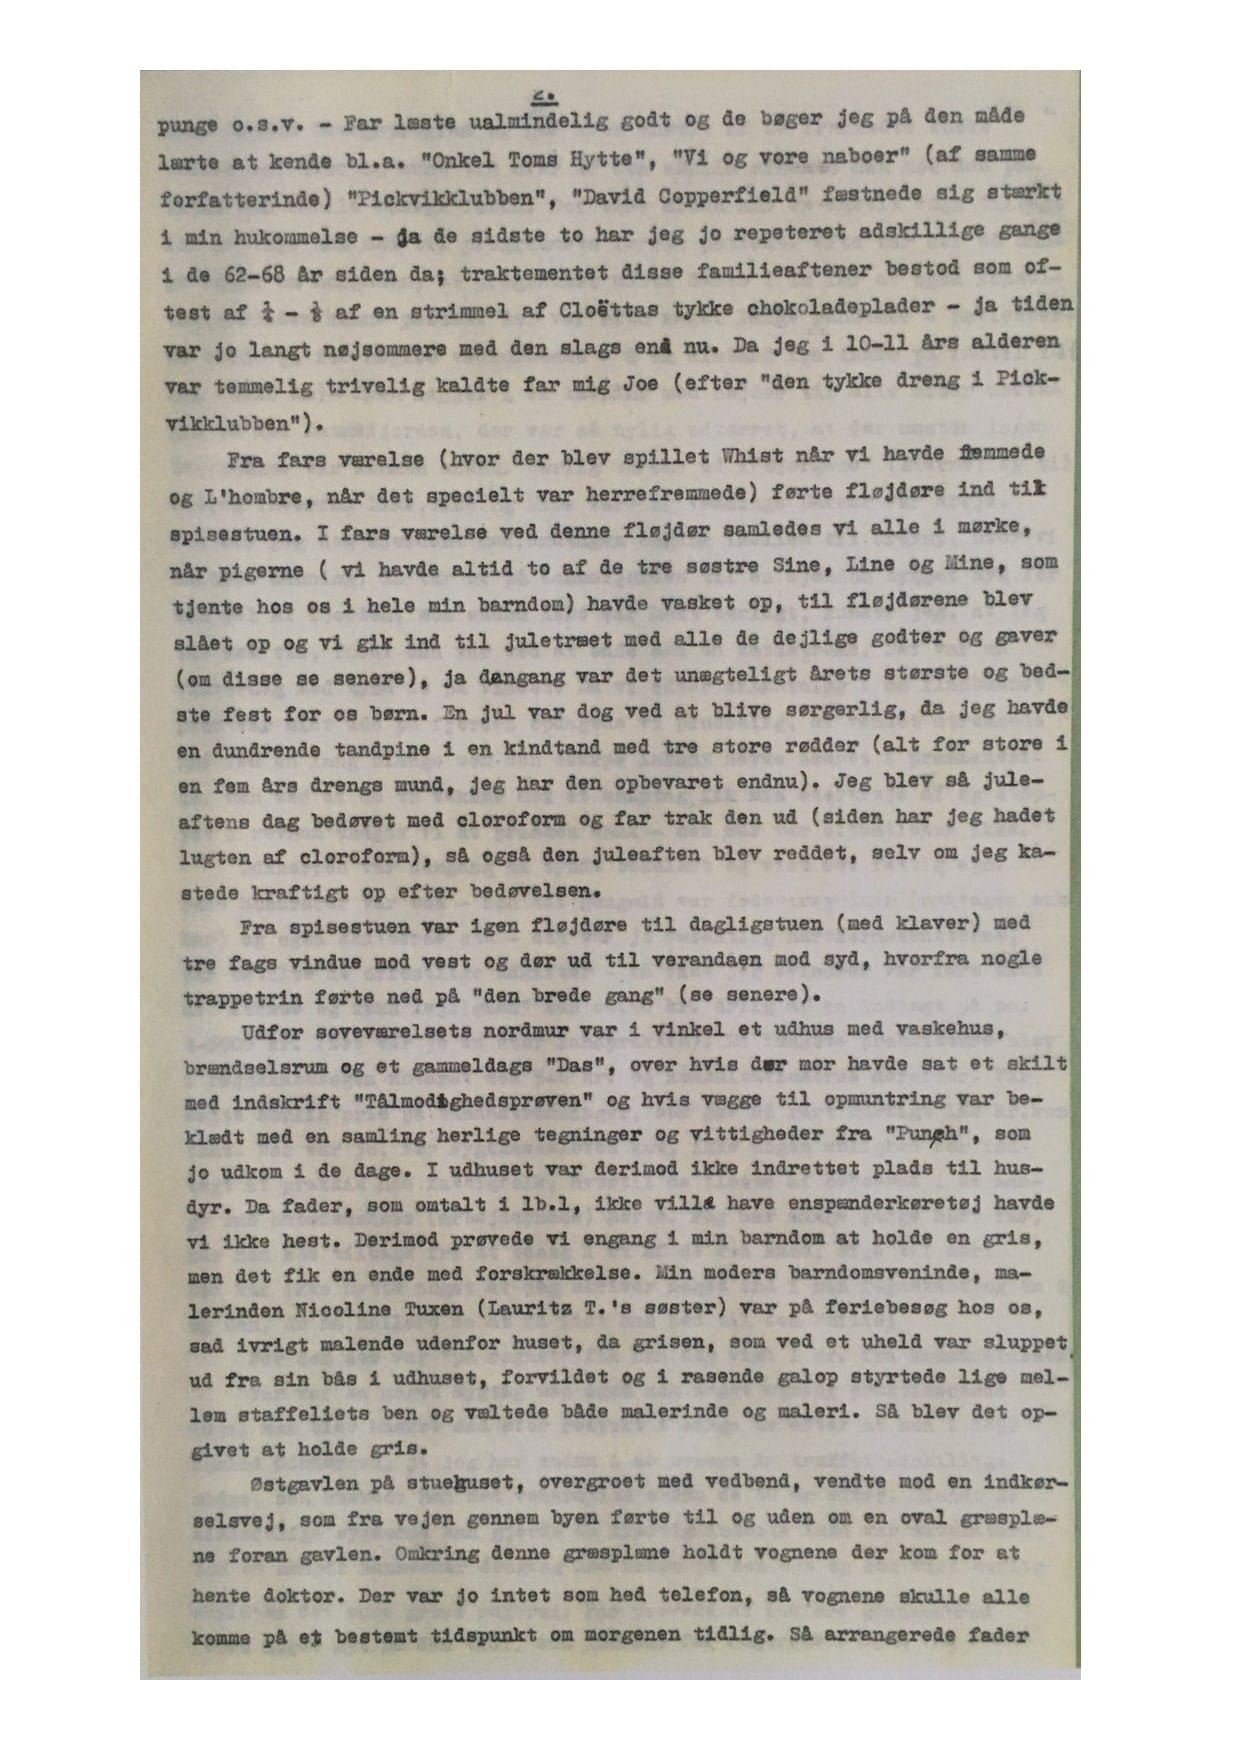 2.
punge o.s.v. - Far læste ualmindelig godt og de bøger jeg på den måde
lærte at kende bl.a. "Onkel Toms Hytte", "Vi og vore naboer" (af samme
forfatterinde) "Pickvikklubben", "David Copperfield" fæstnede sig stærkt
i min hukommelse - ja de sidste to har jeg jo repeteret adskillige gange
i de 62-68 år siden da; traktementet disse familieaftener bestod som of-
test af ¼ - ⅛ af en strimmel af Cloëttas tykke chokoladeplader - ja tiden
var jo langt nøjsommere med den slags end nu. Da jeg i 10-11 års alderen
var temmelig trivelig kaldte far mig Joe (efter "den tykke dreng i Pick-
vikklubben").
Fra fars værelse (hvor der blev spillet Whist når vi havde fremmede
og L'hombre, når det specielt var herrefremmede) førte fløjdøre ind til
spisestuen. I fars værelse ved denne fløjdør samledes vi alle i mørke,
når pigerne ( vi havde altid to af de tre søstre Sine, Line og Mine, som
tjente hos os i hele min barndom) havde vasket op, til fløjdørene blev
slået op og vi gik ind til juletræet med alle de dejlige godter og gaver
(om disse se senere), ja dengang var det unægteligt årets største og bed-
ste fest for os børn. En jul var dog ved at blive sørgerlig, da jeg havde
en dundrende tandpine i en kindtand med tre store rødder (alt for store i
en fem års drengs mund, jeg har den opbevaret endnu). Jeg blev så jule-
aftens dag bedøvet med cloroform og far trak den ud (siden har jeg hadet
lugten af cloroform), så også den juleaften blev reddet, selv om jeg ka-
stede kraftigt op efter bedøvelsen.
Fra spisestuen var igen fløjdøre til dagligstuen (med klaver) med
tre fags vindue mod vest og dør ud til verandaen mod syd, hvorfra nogle
trappetrin førte ned på "den brede gang" (se senere).
Udfor soveværelsets nordmur var i vinkel et udhus med vaskehus,
brændselsrum og et gammeldags "Das", over hvis dør mor havde sat et skilt
med indskrift "Tålmodighedsprøven" og hvis vægge til opmuntring var be-
klædt med en samling herlige tegninger og vittigheder fra "Punch", som
jo udkom i de dage. I udhuset var derimod ikke indrettet plads til hus-
dyr. Da fader, som omtalt i lb.1, ikke ville have enspænderkøretøj havde
vi ikke hest. Derimod prøvede vi engang i min barndom at holde en gris,
men det fik en ende med forskrækkelse. Min moders barndomsveninde, ma-
lerinden Nicoline Tuxen (Lauritz T.'s søster) var på feriebesøg hos os,
sad ivrigt malende udenfor huset, da grisen, som ved et uheld var sluppet
ud fra sin bås i udhuset, forvildet og i rasende galop styrtede lige mel-
lem staffeliets ben og væltede både malerinde og maleri. Så blev det op-
givet at holde gris.
Østgavlen på stuehuset, overgroet med vedbend, vendte mod en indkør-
selsvej, som fra vejen gennem byen førte til og uden om en oval græsplæ-
ne foran gavlen. Omkring denne græsplæne holdt vognene der kom for at
hente doktor. Der var jo intet som hed telefon, så vognene skulle alle
komme på et bestemt tidspunkt om morgenen tidlig. Så arrangerede fader